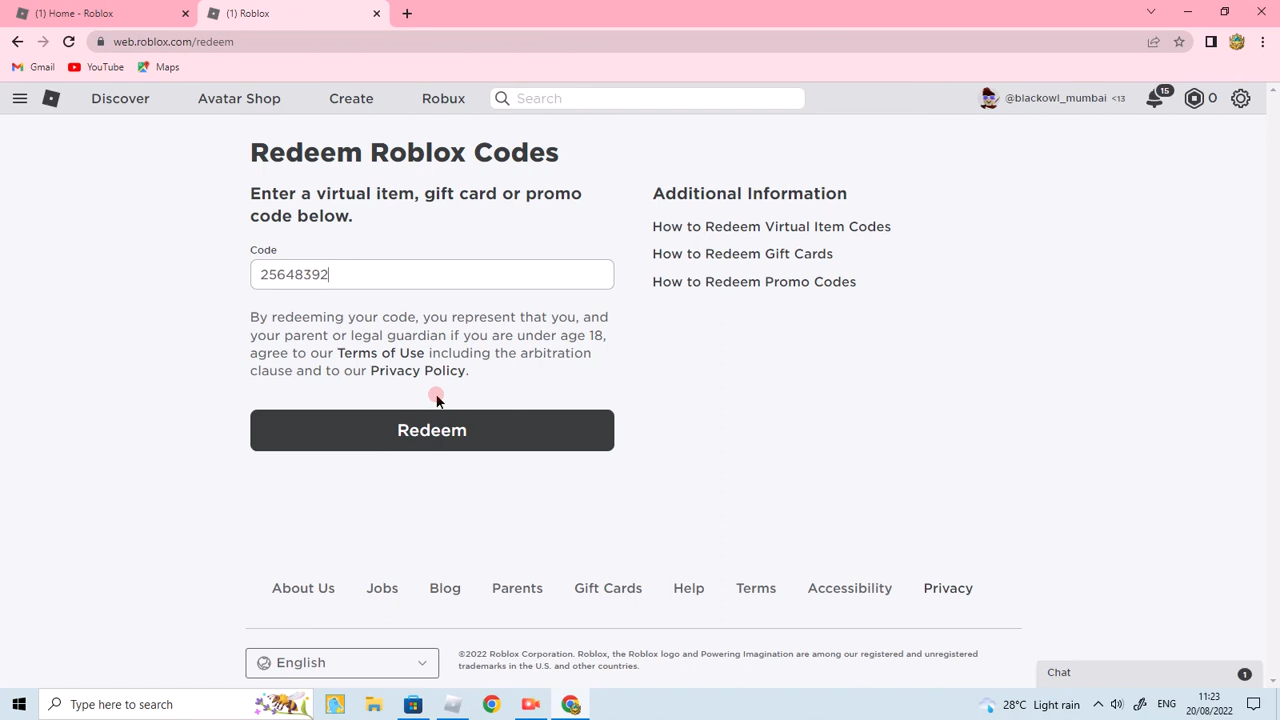 (1) Home - Roblox
(1) Roblox
web.roblox.com/redeem
Gmail YouTube Maps
Discover Avatar Shop Create Robux Search @blackowl_mumbai <13 15 0
Redeem Roblox Codes
Enter a virtual item, gift card or promo
code below.
Code
25648392
By redeeming your code, you represent that you, and
your parent or legal guardian if you are under age 18,
agree to our Terms of Use including the arbitration
clause and to our Privacy Policy.
Redeem
Additional Information
How to Redeem Virtual Item Codes
How to Redeem Gift Cards
How to Redeem Promo Codes
About Us Jobs Blog Parents Gift Cards Help Terms Accessibility Privacy
English
©2022 Roblox Corporation. Roblox, the Roblox logo and Powering Imagination are among our registered and unregistered
trademarks in the U.S. and other countries.
Chat 1
Type here to search
28°C Light rain
ENG
11:23
20/08/2022